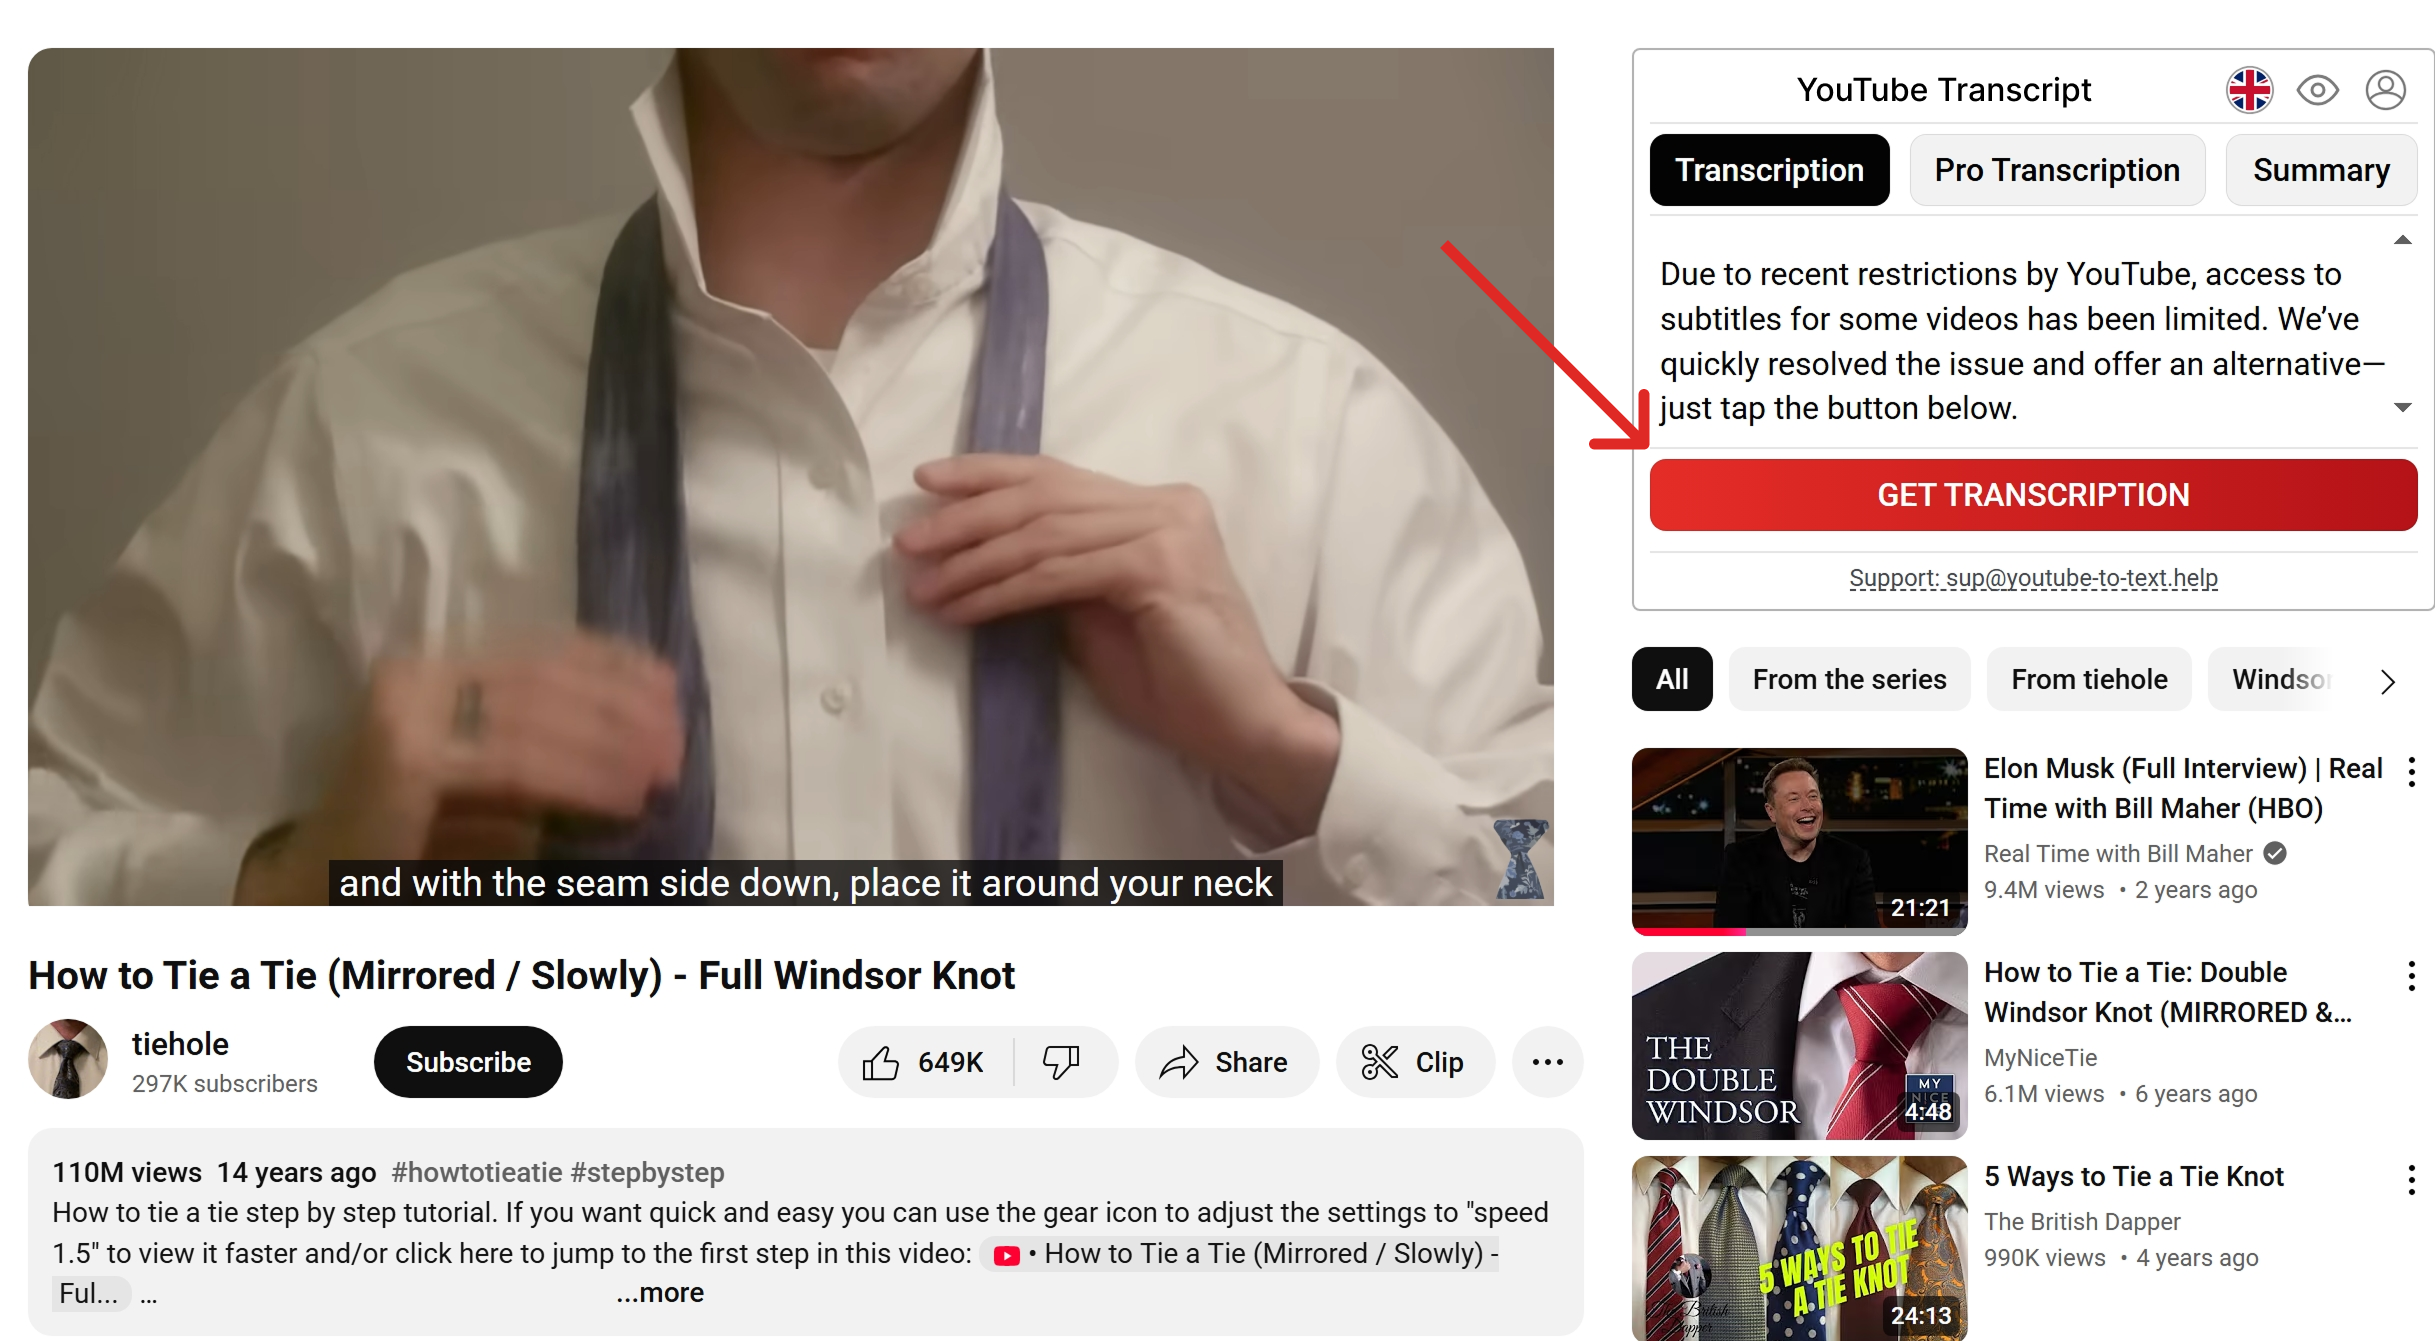 and with the seam side down, place it around your neck
How to Tie a Tie (Mirrored / Slowly) - Full Windsor Knot
tiehole
297K subscribers
Subscribe
649K
Share
Clip
110M views 14 years ago #howtotieatie #stepbystep
How to tie a tie step by step tutorial. If you want quick and easy you can use the gear icon to adjust the settings to "speed
1.5" to view it faster and/or click here to jump to the first step in this video: • How to Tie a Tie (Mirrored / Slowly) -
Ful... ...
...more
YouTube Transcript
Transcription
Pro Transcription
Summary
Due to recent restrictions by YouTube, access to
subtitles for some videos has been limited. We’ve
quickly resolved the issue and offer an alternative—
just tap the button below.
GET TRANSCRIPTION
Support: sup@youtube-to-text.help
All
From the series
From tiehole
Windsor
21:21
Elon Musk (Full Interview) | Real
Time with Bill Maher (HBO)
Real Time with Bill Maher
9.4M views • 2 years ago
THE
DOUBLE
WINDSOR
MY
NICE
4:48
How to Tie a Tie: Double
Windsor Knot (MIRRORED &...
MyNiceTie
6.1M views • 6 years ago
5 WAYS TO TIE
A TIE KNOT
British
Dapper
24:13
5 Ways to Tie a Tie Knot
The British Dapper
990K views • 4 years ago